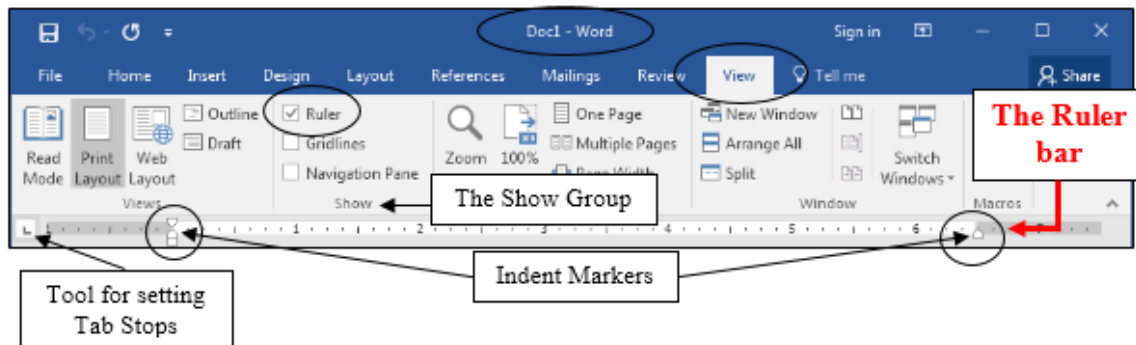 Doc1 - Word
Sign in
File Home Insert Design Layout References Mailings Review View Tell me Share
Read Mode
Print Layout
Web Layout
Outline
Draft
Views
Ruler
Gridlines
Navigation Pane
Show
Zoom
100%
One Page
Multiple Pages
Page Width
New Window
Arrange All
Split
Switch Windows
Window
Macros
The Ruler
bar
The Show Group
1 1 2 3 4 5 6
Indent Markers
Tool for setting
Tab Stops